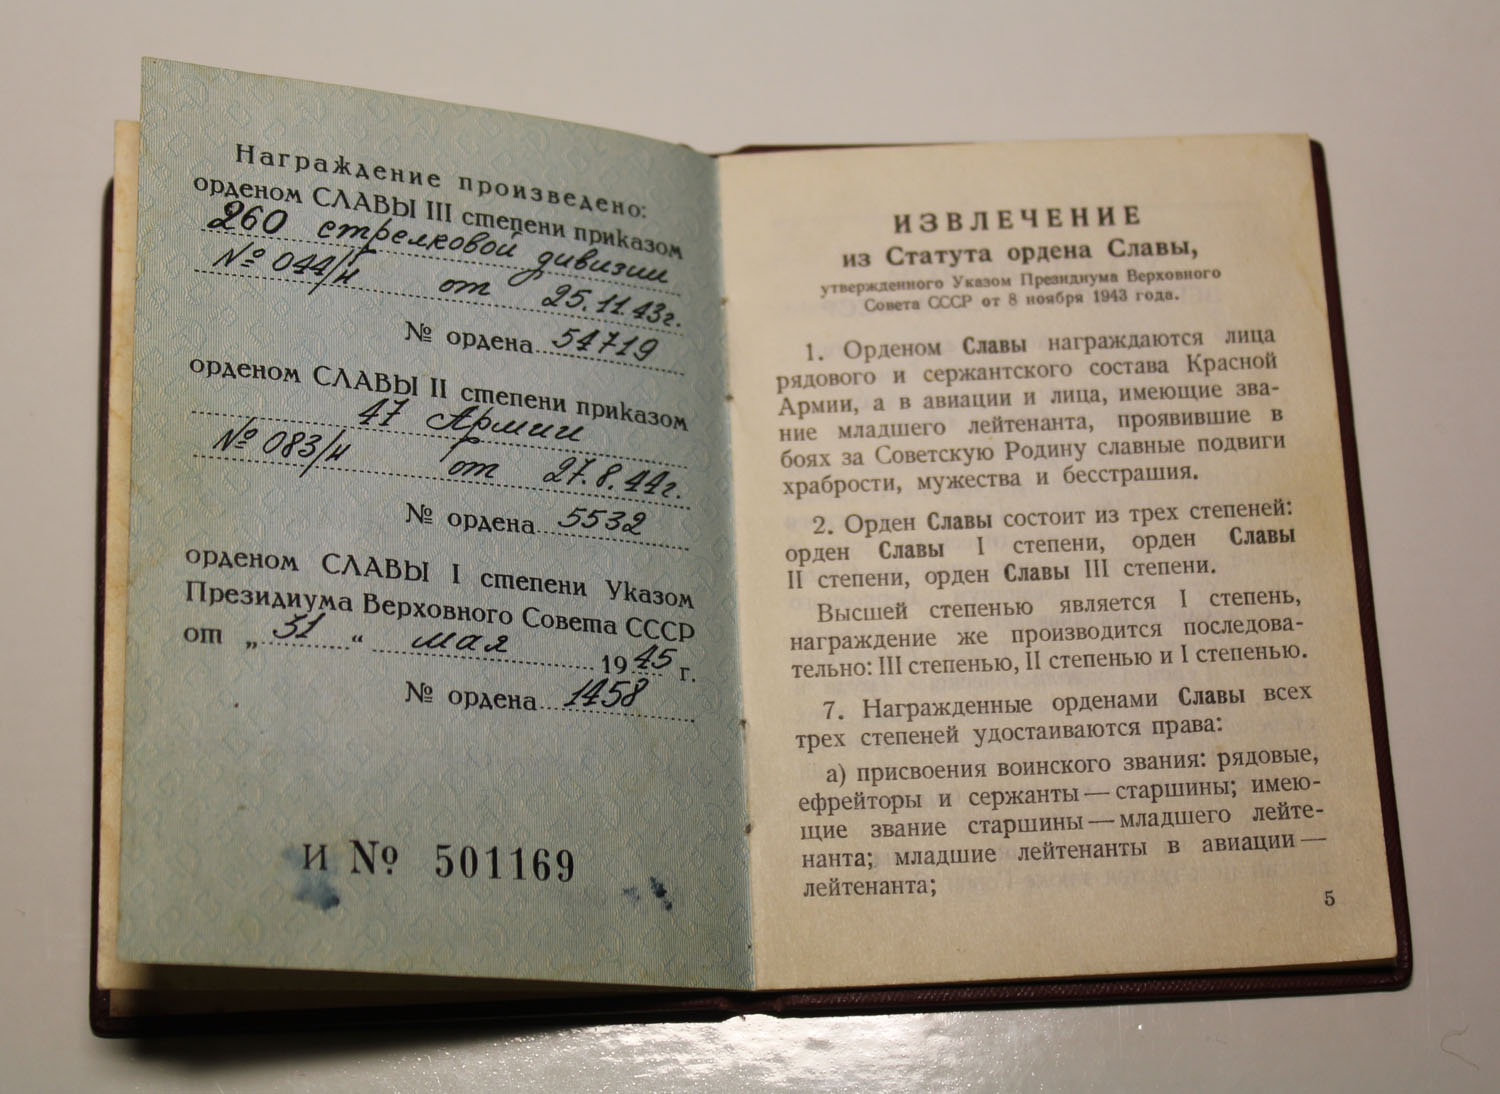 Награждение произведено:
орденом СЛАВЫ III степени приказом
260 стрелковой дивизии
№ 044/н от 25.11.43г.
№ ордена 54719
орденом СЛАВЫ II степени приказом
47 Армии
№ 083/н от 27.8.44г.
№ ордена 5532
орденом СЛАВЫ I степени Указом
Президиума Верховного Совета СССР
от „31“ мая 1945 г.
№ ордена 1458
И № 501169
ИЗВЛЕЧЕНИЕ
из Статута ордена Славы,
утвержденного Указом Президиума Верховного
Совета СССР от 8 ноября 1943 года.
1. Орденом Славы награждаются лица
рядового и сержантского состава Красной
Армии, а в авиации и лица, имеющие зва-
ние младшего лейтенанта, проявившие в
боях за Советскую Родину славные подвиги
храбрости, мужества и бесстрашия.
2. Орден Славы состоит из трех степеней:
орден Славы I степени, орден Славы
II степени, орден Славы III степени.
Высшей степенью является I степень,
награждение же производится последова-
тельно: III степенью, II степенью и I степенью.
7. Награжденные орденами Славы всех
трех степеней удостаиваются права:
а) присвоения воинского звания: рядовые,
ефрейторы и сержанты — старшины; имею-
щие звание старшины — младшего лейте-
нанта; младшие лейтенанты в авиации —
лейтенанта;
5